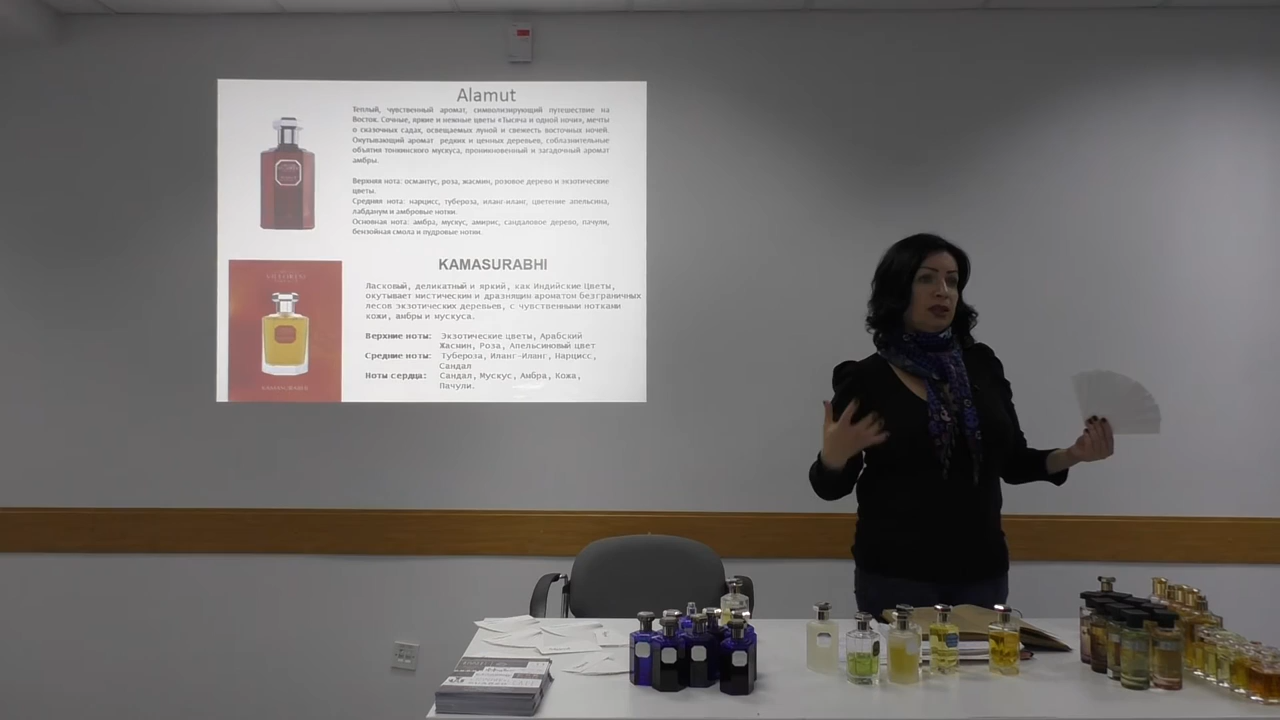 Alamut
Теплый, чувственный аромат, символизирующий путешествие на
Восток. Сочные, яркие и нежные цветы «Тысяча и одной ночи», мечты
о сказочных садах, освещаемых луной и свежесть восточных ночей.
Окутывающий аромат редких и ценных деревьев, соблазнительные
объятия тонкинского мускуса, проникновенный и загадочный аромат
амбры.
Верхняя нота: османтус, роза, жасмин, розовое дерево и экзотические
цветы.
Средняя нота: нарцисс, тубероза, иланг-иланг, цветение апельсина,
лабданум и амбровые нотки.
Основная нота: амбра, мускус, амирис, сандаловое дерево, пачули,
бензойная смола и пудровые нотки.
KAMASURABHI
Ласковый, деликатный и яркий, как Индийские Цветы,
окутывает мистическим и дразнящим ароматом безграничных
лесов экзотических деревьев, с чувственными нотками
кожи, амбры и мускуса.
Верхние ноты: Экзотические цветы, Арабский
Жасмин, Роза, Апельсиновый цвет
Средние ноты: Тубероза, Иланг-Иланг, Нарцисс,
Сандал
Ноты сердца: Сандал, Мускус, Амбра, Кожа,
Пачули.